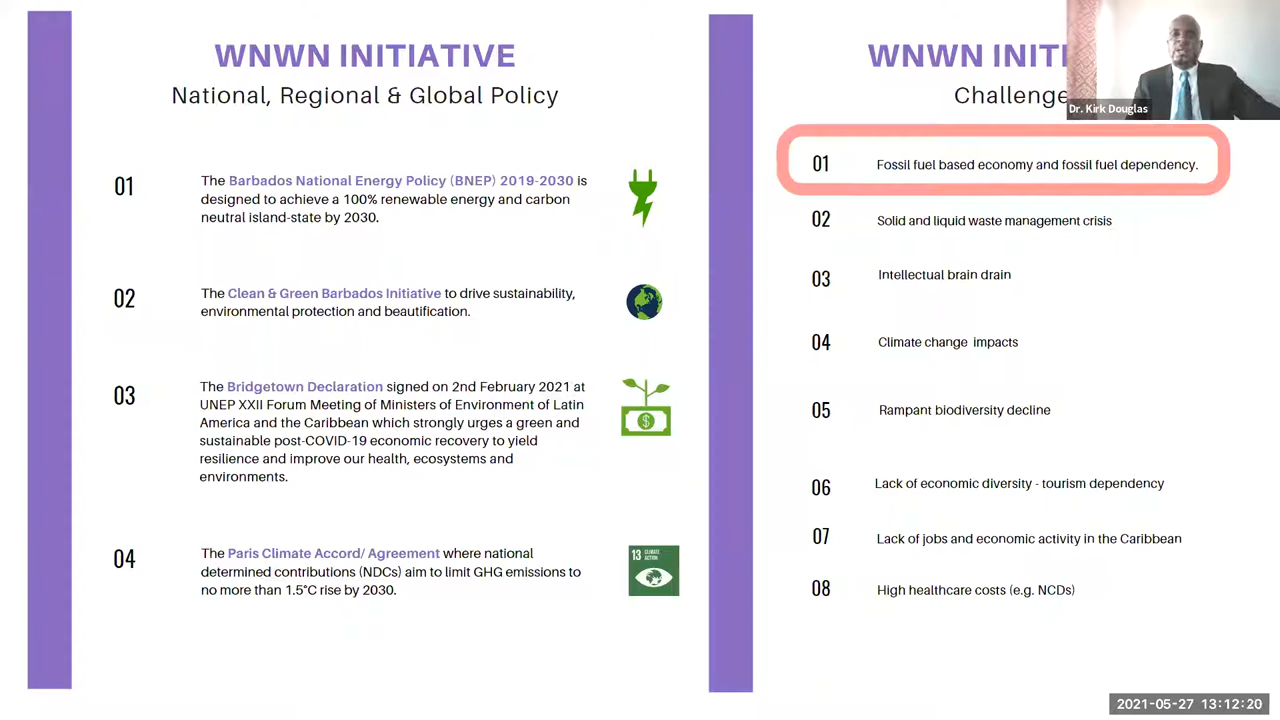 WNWN INITIATIVE
National, Regional & Global Policy
01
The Barbados National Energy Policy (BNEP) 2019-2030 is
designed to achieve a 100% renewable energy and carbon
neutral island-state by 2030.
02
The Clean & Green Barbados Initiative to drive sustainability,
environmental protection and beautification.
03
The Bridgetown Declaration signed on 2nd February 2021 at
UNEP XXII Forum Meeting of Ministers of Environment of Latin
America and the Caribbean which strongly urges a green and
sustainable post-COVID-19 economic recovery to yield
resilience and improve our health, ecosystems and
environments.
04
The Paris Climate Accord/ Agreement where national
determined contributions (NDCs) aim to limit GHG emissions to
no more than 1.5°C rise by 2030.
13 CLIMATE
ACTION
WNWN INITI
Challenge
Dr. Kirk Douglas
01 Fossil fuel based economy and fossil fuel dependency.
02 Solid and liquid waste management crisis
03 Intellectual brain drain
04 Climate change impacts
05 Rampant biodiversity decline
06 Lack of economic diversity - tourism dependency
07 Lack of jobs and economic activity in the Caribbean
08 High healthcare costs (e.g. NCDs)
2021-05-27 13:12:20